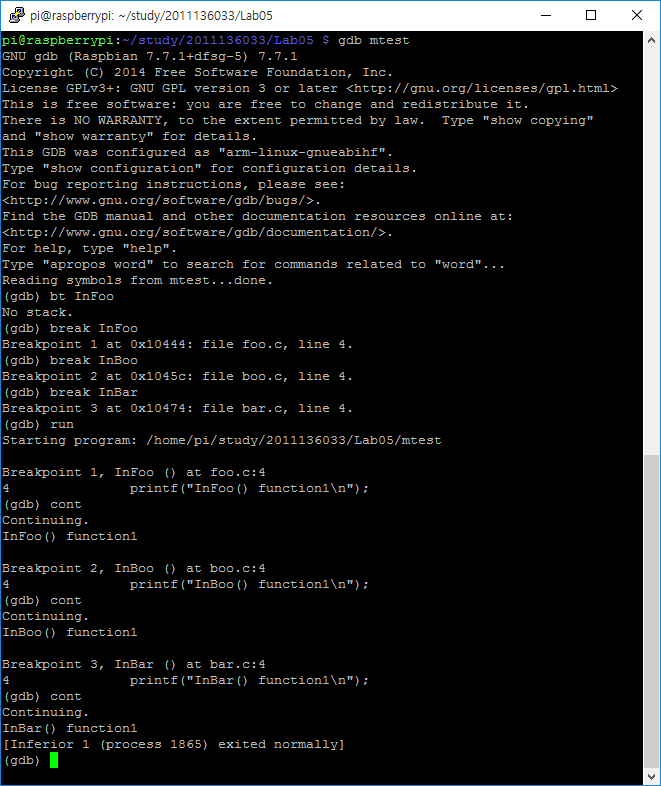 pi@raspberrypi: ~/study/2011136033/Lab05
pi@raspberrypi:~/study/2011136033/Lab05 $ gdb mtest
GNU gdb (Raspbian 7.7.1+dfsg-5) 7.7.1
Copyright (C) 2014 Free Software Foundation, Inc.
License GPLv3+: GNU GPL version 3 or later <http://gnu.org/licenses/gpl.html>
This is free software: you are free to change and redistribute it.
There is NO WARRANTY, to the extent permitted by law.  Type "show copying"
and "show warranty" for details.
This GDB was configured as "arm-linux-gnueabihf".
Type "show configuration" for configuration details.
For bug reporting instructions, please see:
<http://www.gnu.org/software/gdb/bugs/>.
Find the GDB manual and other documentation resources online at:
<http://www.gnu.org/software/gdb/documentation/>.
For help, type "help".
Type "apropos word" to search for commands related to "word"...
Reading symbols from mtest...done.
(gdb) bt InFoo
No stack.
(gdb) break InFoo
Breakpoint 1 at 0x10444: file foo.c, line 4.
(gdb) break InBoo
Breakpoint 2 at 0x1045c: file boo.c, line 4.
(gdb) break InBar
Breakpoint 3 at 0x10474: file bar.c, line 4.
(gdb) run
Starting program: /home/pi/study/2011136033/Lab05/mtest

Breakpoint 1, InFoo () at foo.c:4
4               printf("InFoo() function1\n");
(gdb) cont
Continuing.
InFoo() function1

Breakpoint 2, InBoo () at boo.c:4
4               printf("InBoo() function1\n");
(gdb) cont
Continuing.
InBoo() function1

Breakpoint 3, InBar () at bar.c:4
4               printf("InBar() function1\n");
(gdb) cont
Continuing.
InBar() function1
[Inferior 1 (process 1865) exited normally]
(gdb)